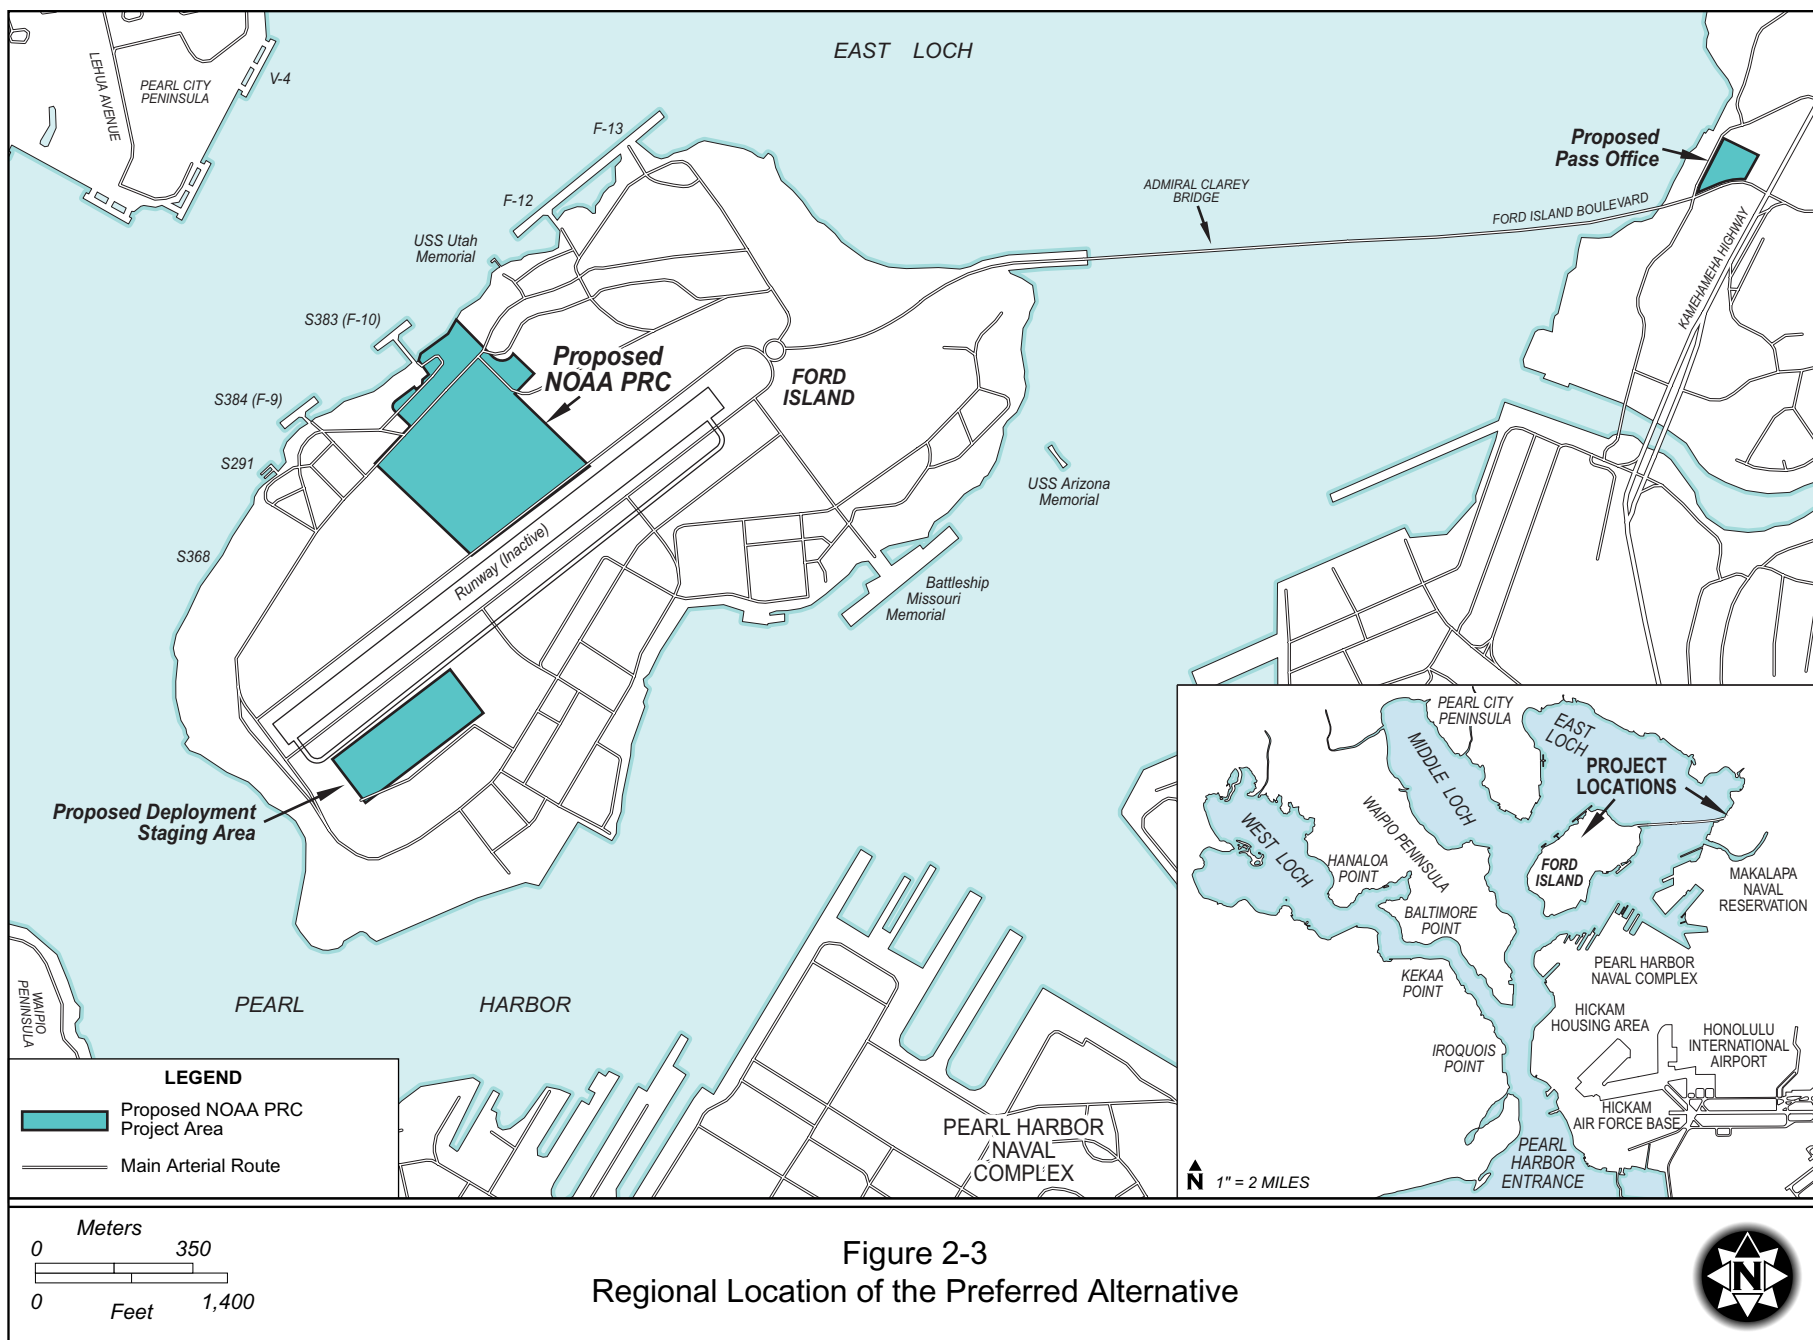 EAST LOCH
LEHUA AVENUE
PEARL CITY
PENINSULA
V-4
F-13
F-12
USS Utah
Memorial
S383 (F-10)
S384 (F-9)
S291
S368
Proposed
NOAA PRC
FORD
ISLAND
Runway (Inactive)
ADMIRAL CLAREY
BRIDGE
FORD ISLAND BOULEVARD
Proposed
Pass Office
KAMEHAMEHA HIGHWAY
USS Arizona
Memorial
Battleship
Missouri
Memorial
Proposed Deployment
Staging Area
WAIPIO
PENINSULA
PEARL HARBOR
PEARL HARBOR
NAVAL
COMPLEX
LEGEND
Proposed NOAA PRC
Project Area
Main Arterial Route
PEARL CITY
PENINSULA
EAST
LOCH
MIDDLE LOCH
PROJECT
LOCATIONS
WAIPIO PENINSULA
WEST LOCH
HANALOA
POINT
FORD
ISLAND
MAKALAPA
NAVAL
RESERVATION
BALTIMORE
POINT
KEKAA
POINT
PEARL HARBOR
NAVAL COMPLEX
HICKAM
HOUSING AREA
HONOLULU
INTERNATIONAL
AIRPORT
IROQUOIS
POINT
HICKAM
AIR FORCE BASE
PEARL
HARBOR
ENTRANCE
N
1" = 2 MILES
Meters
0 350
0 1,400
Feet
Figure 2-3
Regional Location of the Preferred Alternative
N